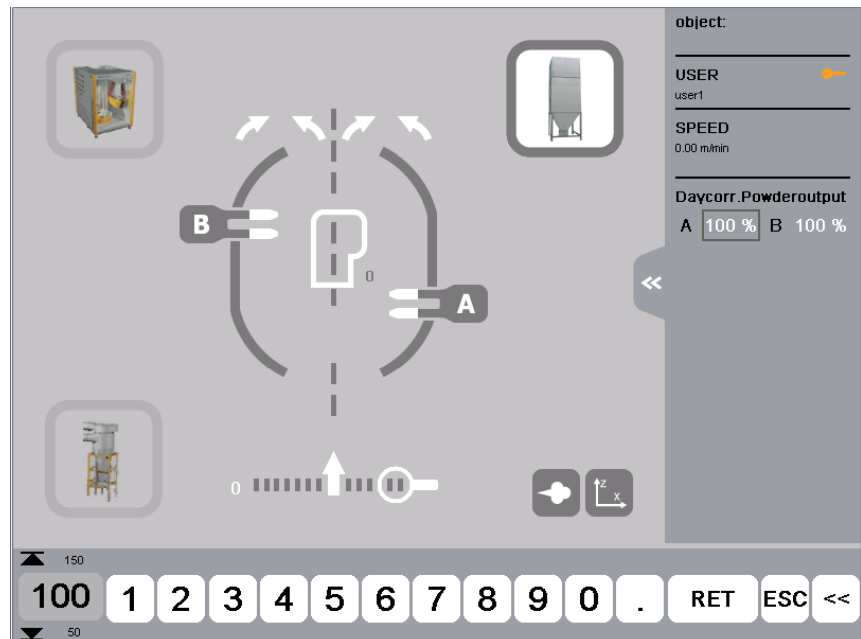 object:
USER
user1
SPEED
0.00 m/min
Daycorr.Powderoutput
A 100 % B 100 %
<<
B
0
A
0
z
x
150
100 1 2 3 4 5 6 7 8 9 0 . RET ESC <<
50